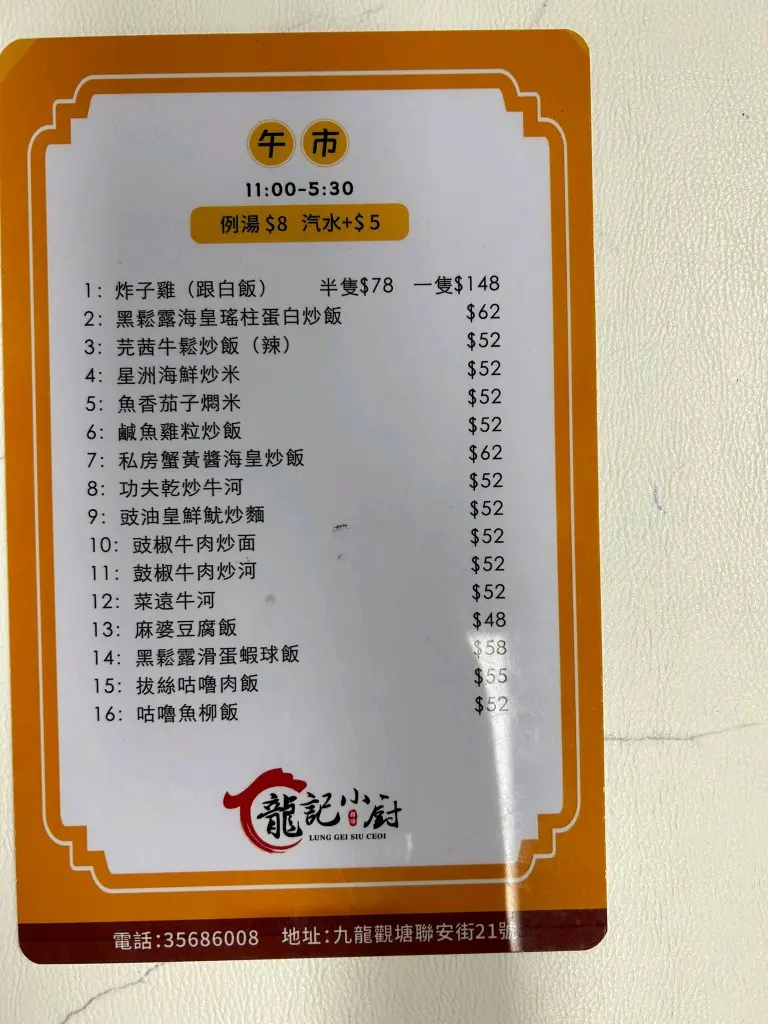 午市
11:00-5:30
例湯$8 汽水+$5
1: 炸子雞（跟白飯） 半隻$78 一隻$148
2: 黑鬆露海皇瑤柱蛋白炒飯 $62
3: 芫茜牛鬆炒飯（辣） $52
4: 星洲海鮮炒米 $52
5: 魚香茄子燜米 $52
6: 鹹魚雞粒炒飯 $52
7: 私房蟹黃醬海皇炒飯 $62
8: 功夫乾炒牛河 $52
9: 豉油皇鮮魷炒麵 $52
10: 豉椒牛肉炒面 $52
11: 鼓椒牛肉炒河 $52
12: 菜遠牛河 $52
13: 麻婆豆腐飯 $48
14: 黑鬆露滑蛋蝦球飯 $58
15: 拔絲咕嚕肉飯 $55
16: 咕嚕魚柳飯 $52
龍記小廚
LUNG GEI SIU CEOI
電話:35686008 地址:九龍觀塘聯安街21號